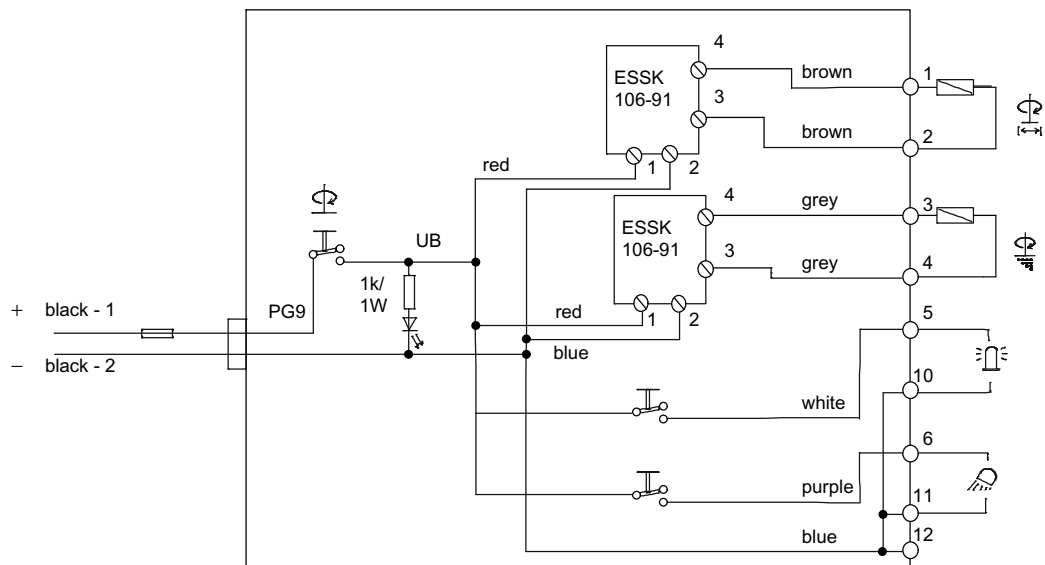 4
ESSK
106-91
brown
1
3
brown
2
red
1
2
4
grey
3
ESSK
106-91
UB
3
grey
4
1k/
1W
+
black - 1
PG9
red
1
2
5
blue
–
black - 2
10
white
6
purple
11
blue
12